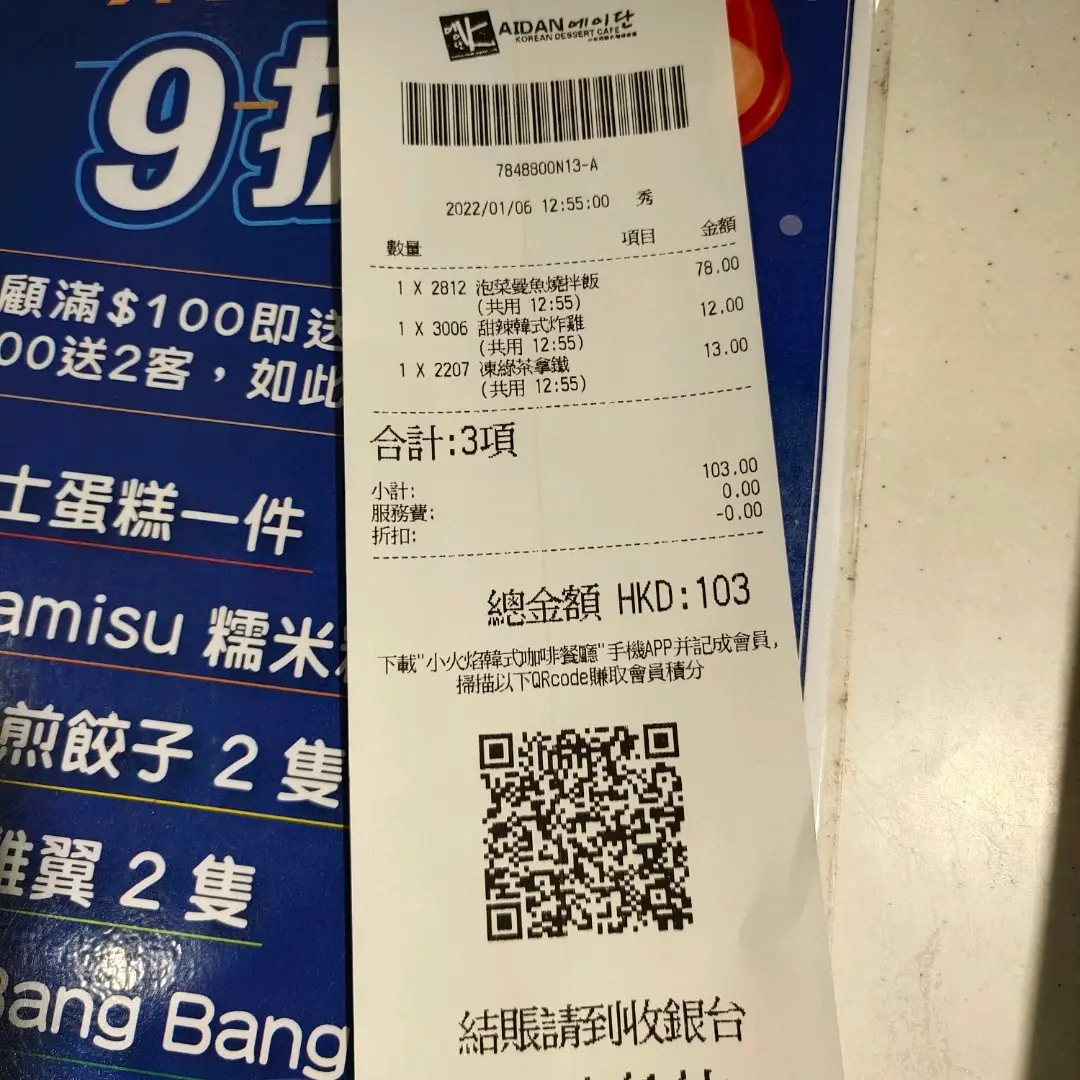 9折
顧滿$100即送
00送2客，如此
士蛋糕一件
amisu 糯米
煎餃子 2 隻
雞翼 2 隻
Bang Bang
AIDAN 에이단
KOREAN DESSERT CAFE
7848800N13-A
2022/01/06 12:55:00 秀
數量 項目 金額
1 X 2812 泡菜曼魚燒拌飯 78.00
(共用 12:55)
1 X 3006 甜辣韓式炸雞 12.00
(共用 12:55)
1 X 2207 凍綠茶拿鐵 13.00
(共用 12:55)
合計:3項
小計: 103.00
服務費: 0.00
折扣: -0.00
總金額 HKD:103
下載"小火焰韓式咖啡餐廳"手機APP并記成會員,
掃描以下QRcode賺取會員積分
結賬請到收銀台